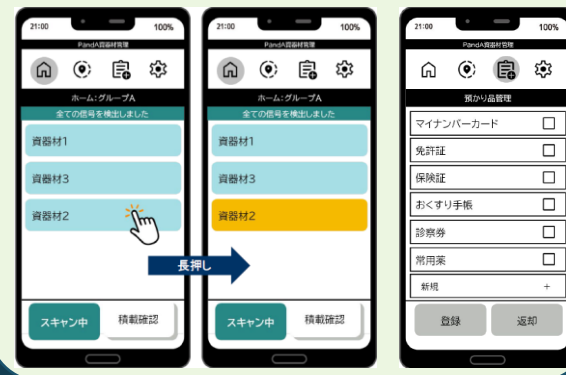 21:00 100%
PandA資器材管理
ホーム:グループA
全ての信号を検出しました
資器材1
資器材3
資器材2
スキャン中 積載確認
長押し
21:00 100%
PandA資器材管理
ホーム:グループA
全ての信号を検出しました
資器材1
資器材3
資器材2
スキャン中 積載確認
21:00 100%
PandA資器材管理
預かり品管理
マイナンバーカード
免許証
保険証
おくすり手帳
診察券
常用薬
新規 +
登録 返却